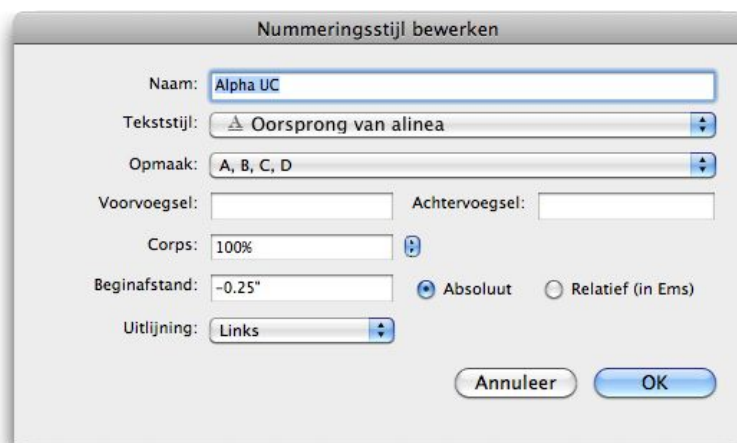 Nummeringsstijl bewerken
Naam: Alpha UC
Tekststijl: A Oorsprong van alinea
Opmaak: A, B, C, D
Voorvoegsel: Achtervoegsel:
Corps: 100%
Beginafstand: -0.25" Absoluut Relatief (in Ems)
Uitlijning: Links
Annuleer OK